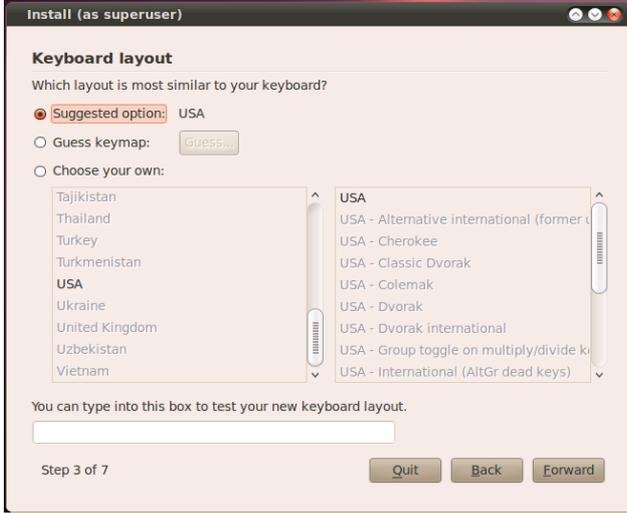 Install (as superuser)
Keyboard layout
Which layout is most similar to your keyboard?
Suggested option: USA
Guess keymap: Guess...
Choose your own:
Tajikistan
Thailand
Turkey
Turkmenistan
USA
Ukraine
United Kingdom
Uzbekistan
Vietnam
USA
USA - Alternative international (former
USA - Cherokee
USA - Classic Dvorak
USA - Colemak
USA - Dvorak
USA - Dvorak international
USA - Group toggle on multiply/divide
USA - International (AltGr dead keys)
You can type into this box to test your new keyboard layout.
Step 3 of 7
Quit Back Forward